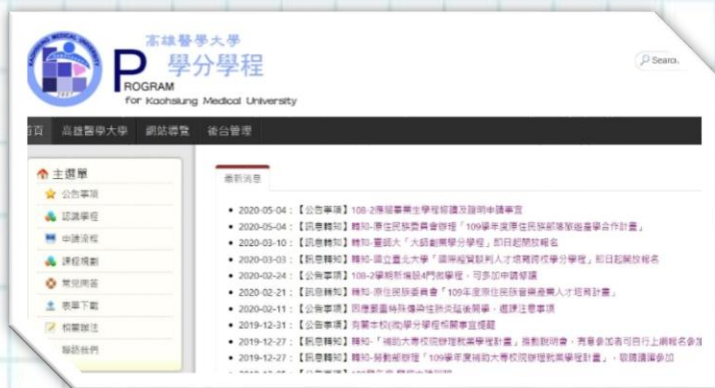 KAOHSIUNG MEDICAL UNIVERSITY
高雄醫學大學
學分學程
PROGRAM
for Kaohsiung Medical University
Search
首頁 高雄醫學大學 網站導覽 後台管理
主選單
公告事項
認識學程
申請流程
課程規劃
常見問答
表單下載
相關辦法
聯絡我們
最新消息
2020-05-04：【公告事項】108-2應屆畢業生學程修讀及證明申請事宜
2020-05-04：【訊息轉知】轉知-原住民族委員會辦理「109學年度原住民族部落旅遊產學合作計畫」
2020-03-10：【訊息轉知】轉知-臺師大「大師創業學分學程」即日起開放報名
2020-03-03：【訊息轉知】轉知-國立臺北大學「國際經貿談判人才培育跨校學分學程」即日起開放報名
2020-02-24：【公告事項】108-2學期新增設4門微學程，可多加申請修讀
2020-02-21：【訊息轉知】轉知-原住民族委員會「109年度原住民族音樂產業人才培育計畫」
2020-02-11：【公告事項】因應嚴重特殊傳染性肺炎延後開學，選課注意事項
2019-12-31：【公告事項】有關本校(微)學分學程相關事宜提醒
2019-12-27：【訊息轉知】轉知-「補助大專校院辦理就業學程計畫」推動說明會，有意參加者可自行上網報名參加
2019-12-27：【訊息轉知】轉知-勞動部辦理「109學年度補助大專校院辦理就業學程計畫」，敬請踴躍參加